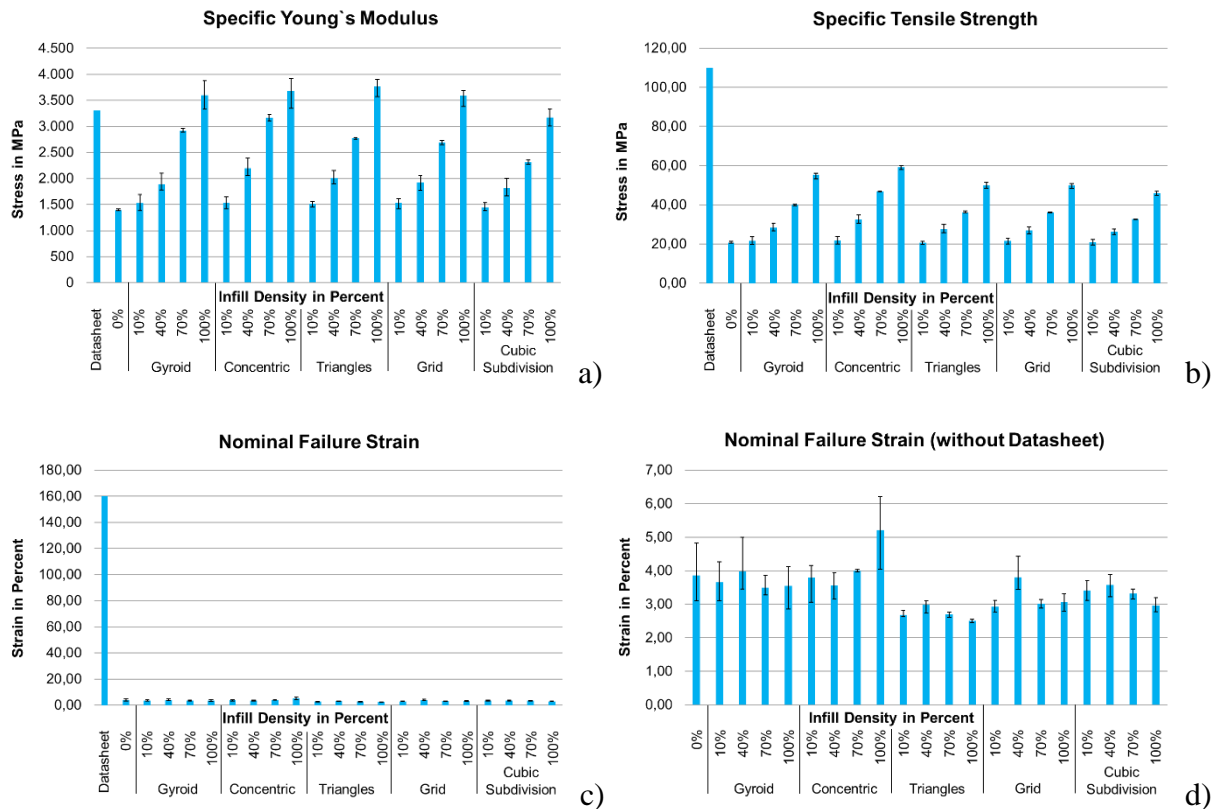 Specific Young`s Modulus
Stress in MPa
4.500
4.000
3.500
3.000
2.500
2.000
1.500
1.000
500
0
Infill Density in Percent
Datasheet 0% 10% 40% 70% 100% 10% 40% 70% 100% 10% 40% 70% 100% 10% 40% 70% 100% 10% 40% 70% 100%
Gyroid Concentric Triangles Grid Cubic Subdivision
a)
Specific Tensile Strength
Stress in MPa
120,00
100,00
80,00
60,00
40,00
20,00
0,00
Infill Density in Percent
Datasheet 0% 10% 40% 70% 100% 10% 40% 70% 100% 10% 40% 70% 100% 10% 40% 70% 100% 10% 40% 70% 100%
Gyroid Concentric Triangles Grid Cubic Subdivision
b)
Nominal Failure Strain
Strain in Percent
180,00
160,00
140,00
120,00
100,00
80,00
60,00
40,00
20,00
0,00
Infill Density in Percent
Datasheet 0% 10% 40% 70% 100% 10% 40% 70% 100% 10% 40% 70% 100% 10% 40% 70% 100% 10% 40% 70% 100%
Gyroid Concentric Triangles Grid Cubic Subdivision
c)
Nominal Failure Strain (without Datasheet)
Strain in Percent
7,00
6,00
5,00
4,00
3,00
2,00
1,00
0,00
Infill Density in Percent
0% 10% 40% 70% 100% 10% 40% 70% 100% 10% 40% 70% 100% 10% 40% 70% 100% 10% 40% 70% 100%
Gyroid Concentric Triangles Grid Cubic Subdivision
d)